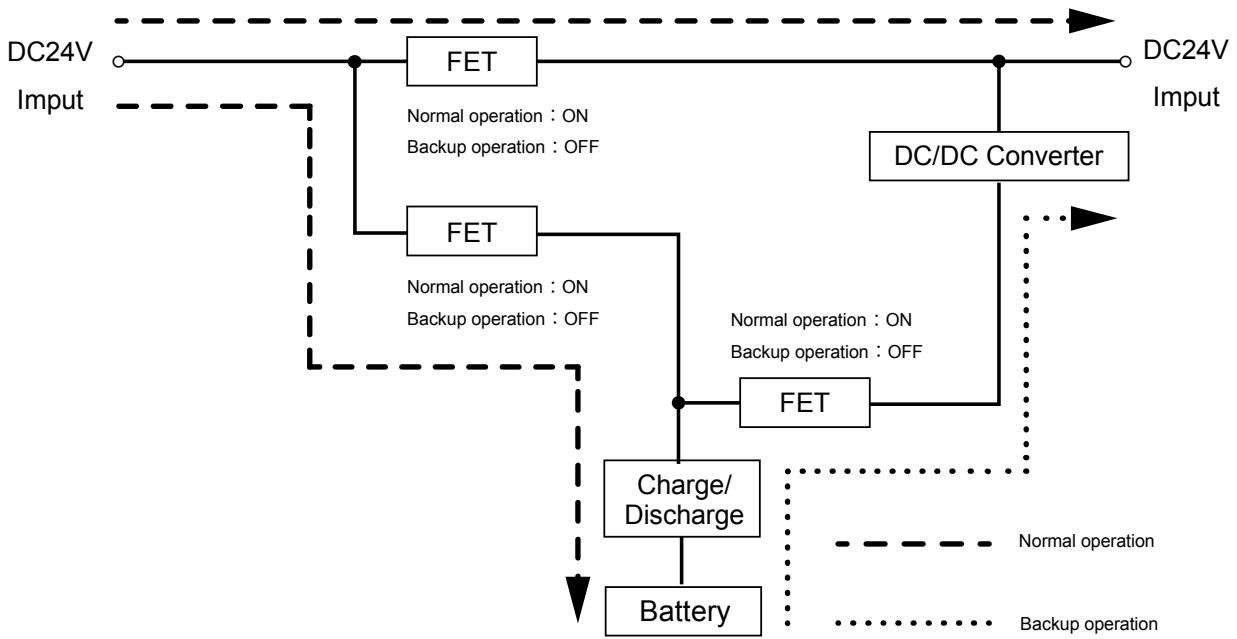 DC24V
Imput
FET
Normal operation：ON
Backup operation：OFF
DC24V
Imput
DC/DC Converter
FET
Normal operation：ON
Backup operation：OFF
Normal operation：ON
Backup operation：OFF
FET
Charge/
Discharge
Battery
Normal operation
Backup operation